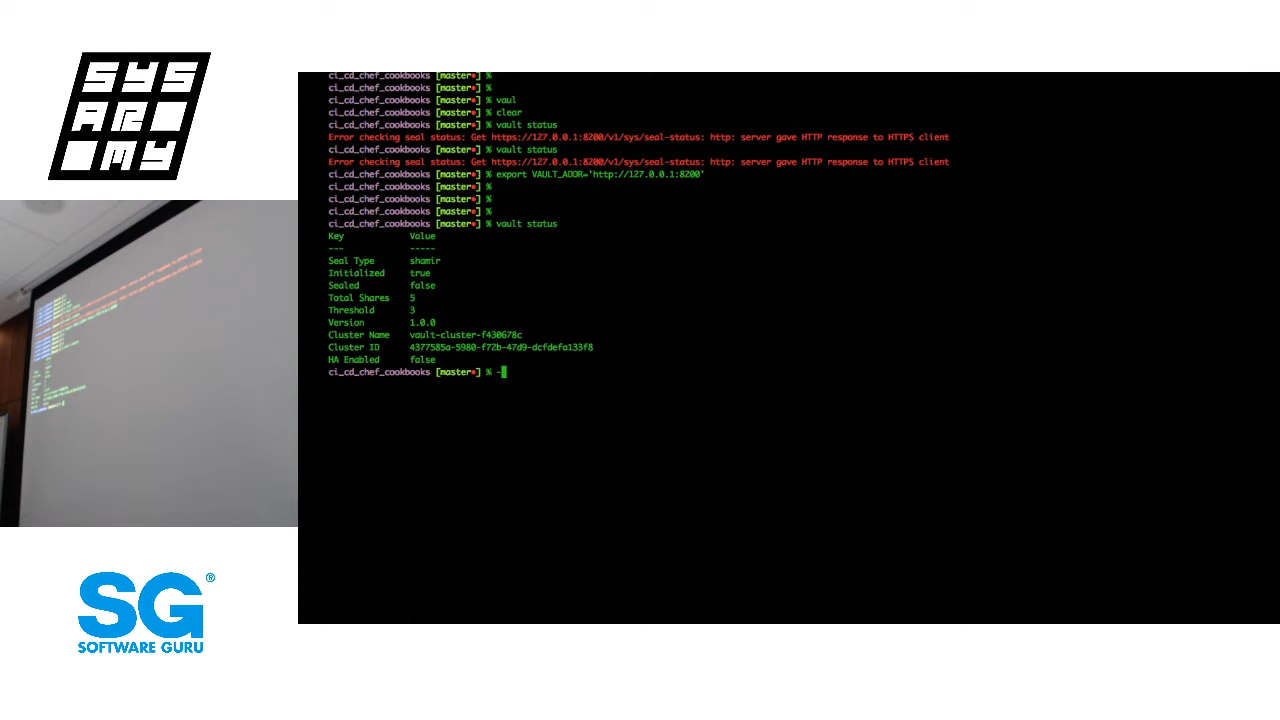 SYS
AR
MY
ci_cd_chef_cookbooks [master●] %
ci_cd_chef_cookbooks [master●] %
ci_cd_chef_cookbooks [master●] % vaul
ci_cd_chef_cookbooks [master●] % clear
ci_cd_chef_cookbooks [master●] % vault status
Error checking seal status: Get https://127.0.0.1:8200/v1/sys/seal-status: http: server gave HTTP response to HTTPS client
ci_cd_chef_cookbooks [master●] % vault status
Error checking seal status: Get https://127.0.0.1:8200/v1/sys/seal-status: http: server gave HTTP response to HTTPS client
ci_cd_chef_cookbooks [master●] % export VAULT_ADDR='http://127.0.0.1:8200'
ci_cd_chef_cookbooks [master●] %
ci_cd_chef_cookbooks [master●] %
ci_cd_chef_cookbooks [master●] %
ci_cd_chef_cookbooks [master●] % vault status
Key Value
--- -----
Seal Type shamir
Initialized true
Sealed false
Total Shares 5
Threshold 3
Version 1.0.0
Cluster Name vault-cluster-f430678c
Cluster ID 4377585a-5980-f72b-47d9-dcfdefa133f8
HA Enabled false
ci_cd_chef_cookbooks [master●] % -
SG®
SOFTWARE GURU